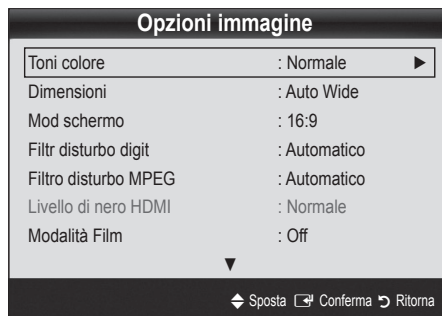 Opzioni immagine
Toni colore : Normale ►
Dimensioni : Auto Wide
Mod schermo : 16:9
Filtr disturbo digit : Automatico
Filtro disturbo MPEG : Automatico
Livello di nero HDMI : Normale
Modalità Film : Off
▼
Sposta Conferma Ritorna